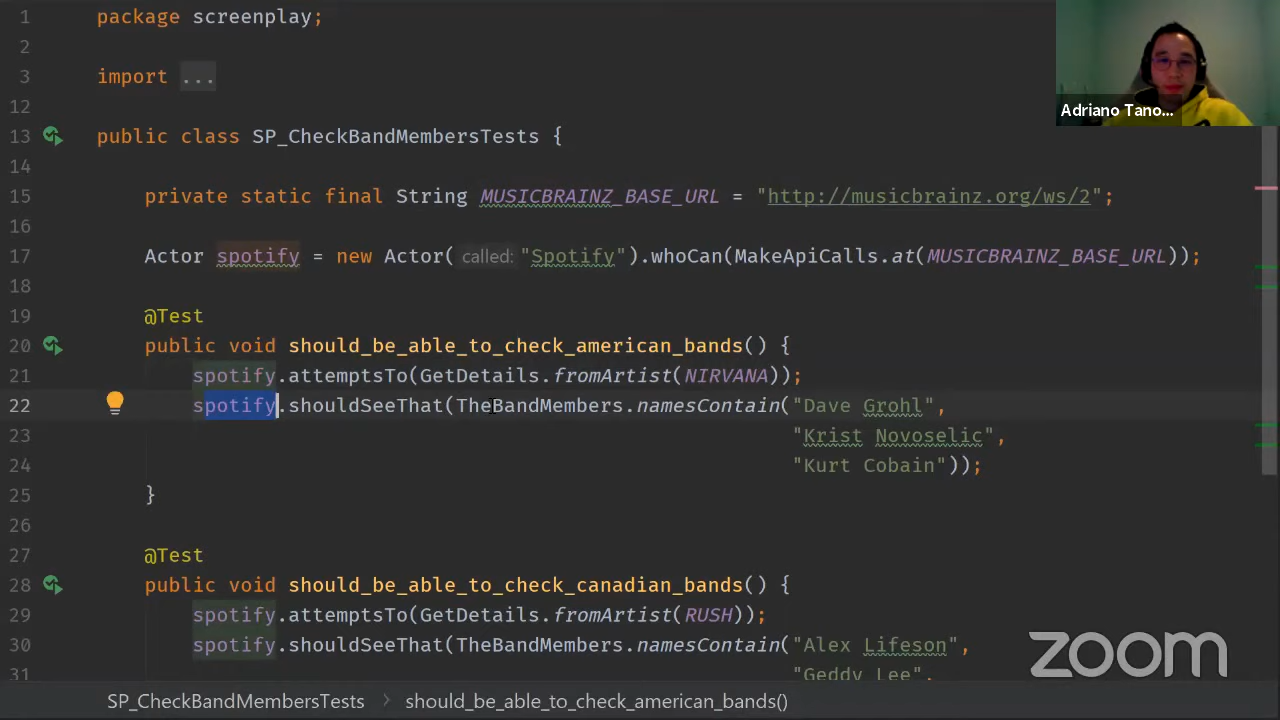 1 package screenplay;
2
3 import ...
12
13 public class SP_CheckBandMembersTests {
14
15 private static final String MUSICBRAINZ_BASE_URL = "http://musicbrainz.org/ws/2";
16
17 Actor spotify = new Actor( called: "Spotify").whoCan(MakeApiCalls.at(MUSICBRAINZ_BASE_URL));
18
19 @Test
20 public void should_be_able_to_check_american_bands() {
21 spotify.attemptsTo(GetDetails.fromArtist(NIRVANA));
22 spotify.shouldSeeThat(TheBandMembers.namesContain("Dave Grohl",
23 "Krist Novoselic",
24 "Kurt Cobain"));
25 }
26
27 @Test
28 public void should_be_able_to_check_canadian_bands() {
29 spotify.attemptsTo(GetDetails.fromArtist(RUSH));
30 spotify.shouldSeeThat(TheBandMembers.namesContain("Alex Lifeson",
31 "Geddy Lee",
SP_CheckBandMembersTests > should_be_able_to_check_american_bands()
Adriano Tano...
zoom